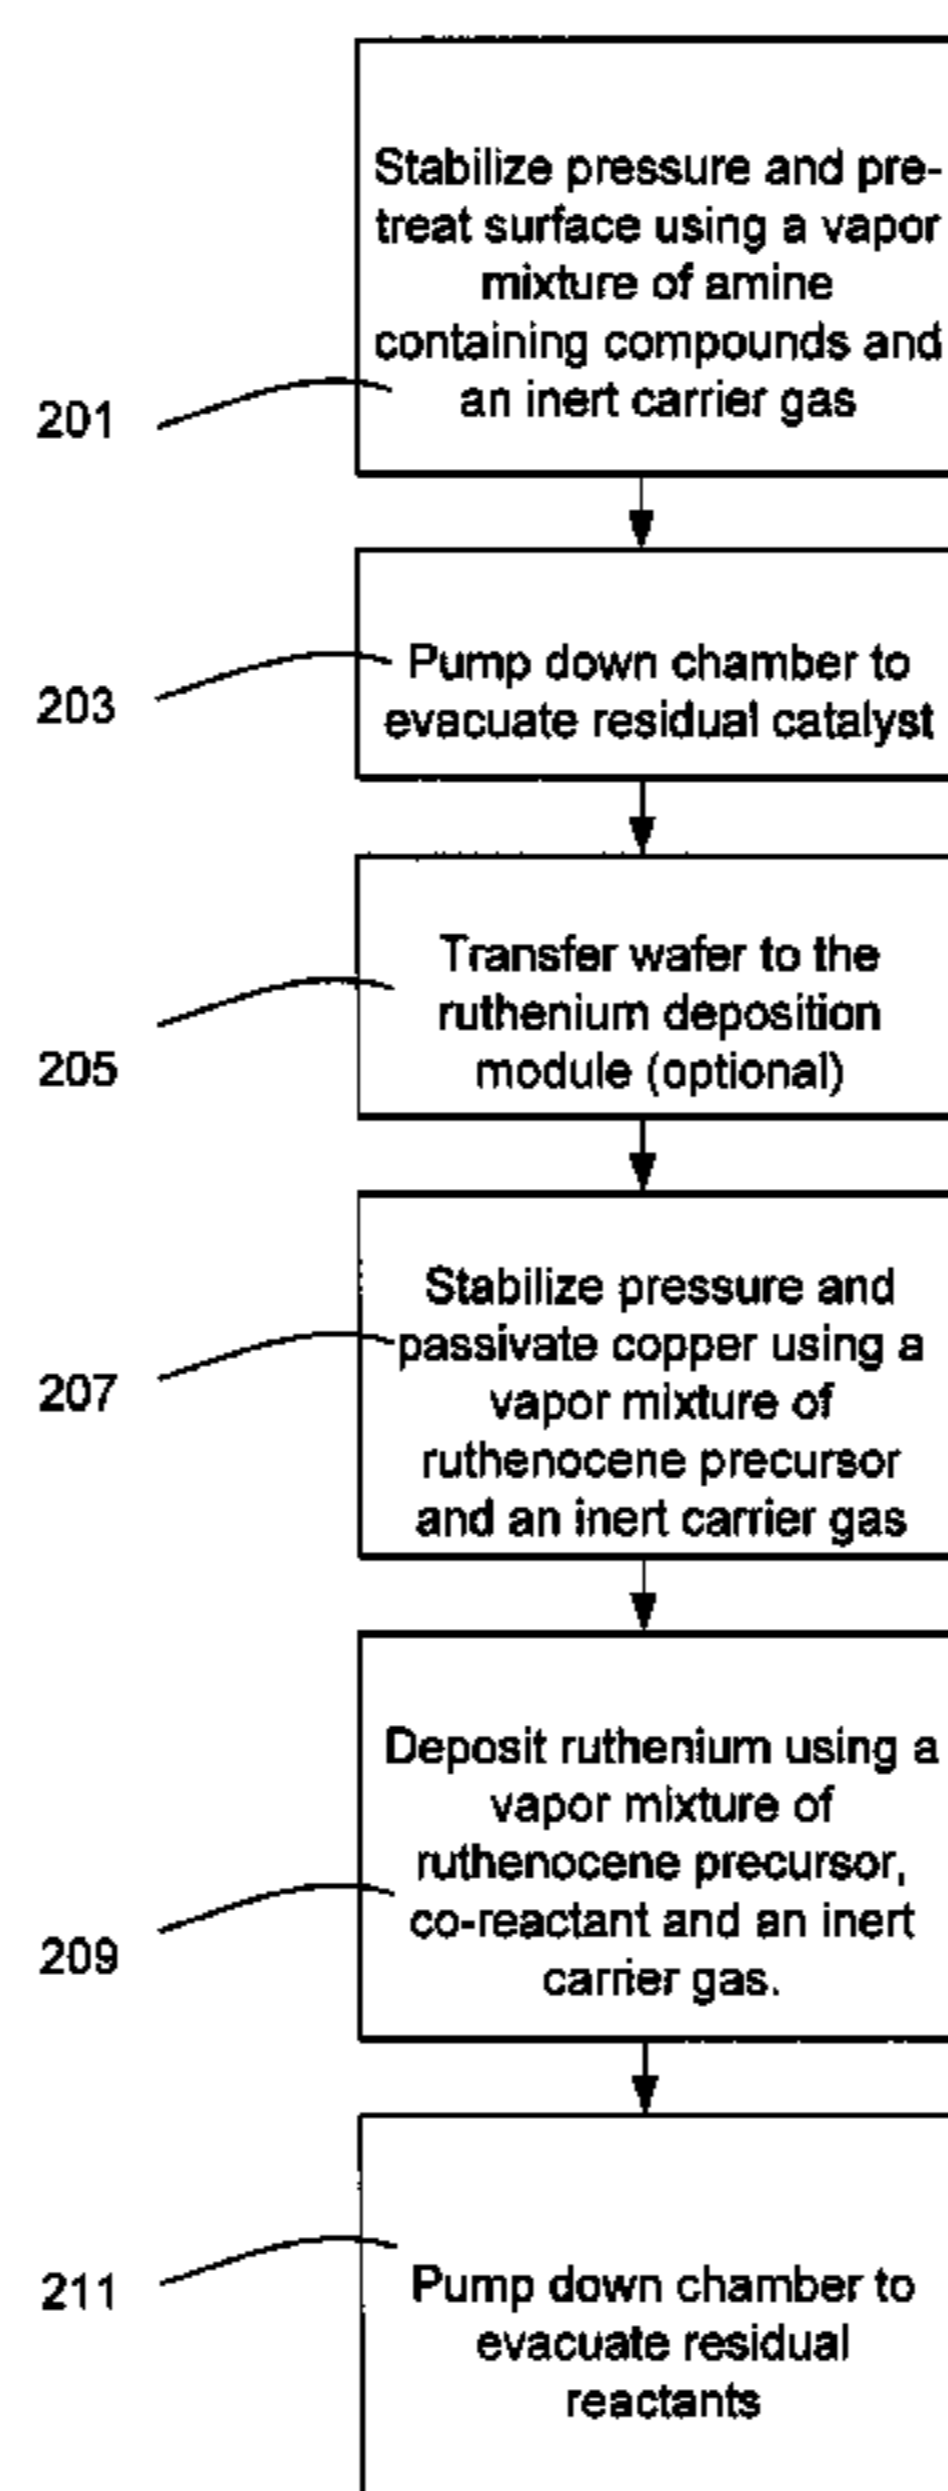 Stabilize pressure and pre-
treat surface using a vapor
mixture of amine
containing compounds and
an inert carrier gas
201
Pump down chamber to
evacuate residual catalyst
203
Transfer wafer to the
ruthenium deposition
module (optional)
205
Stabilize pressure and
passivate copper using a
vapor mixture of
ruthenocene precursor
and an inert carrier gas
207
Deposit ruthenium using a
vapor mixture of
ruthenocene precursor,
co-reactant and an inert
carrier gas.
209
Pump down chamber to
evacuate residual
reactants
211